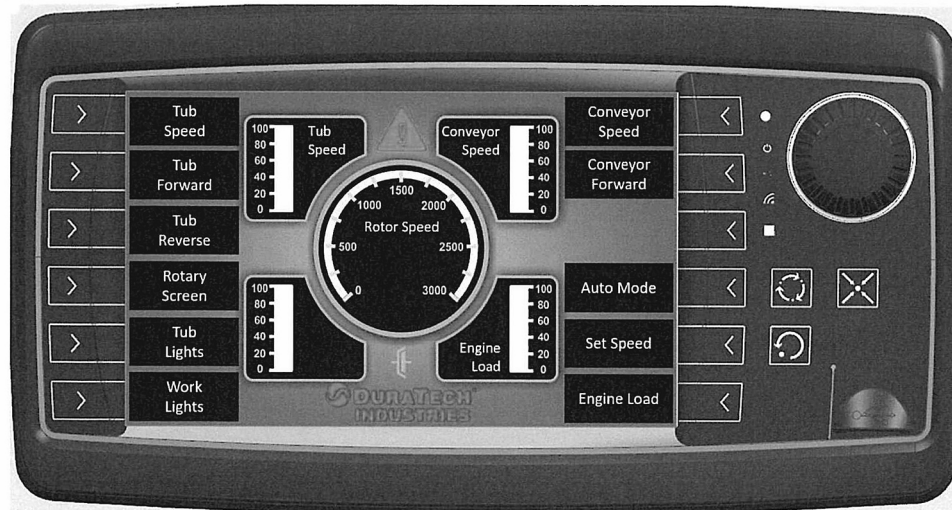 Tub
Speed
Tub
Forward
Tub
Reverse
Rotary
Screen
Tub
Lights
Work
Lights
100
80
60
40
20
0
Tub
Speed
100
80
60
40
20
0
Conveyor
Speed
100
80
60
40
20
0
0
500
1000
1500
2000
2500
3000
Rotor Speed
Engine
Load
100
80
60
40
20
0
DURATECH
INDUSTRIES
Conveyor
Speed
Conveyor
Forward
Auto Mode
Set Speed
Engine Load